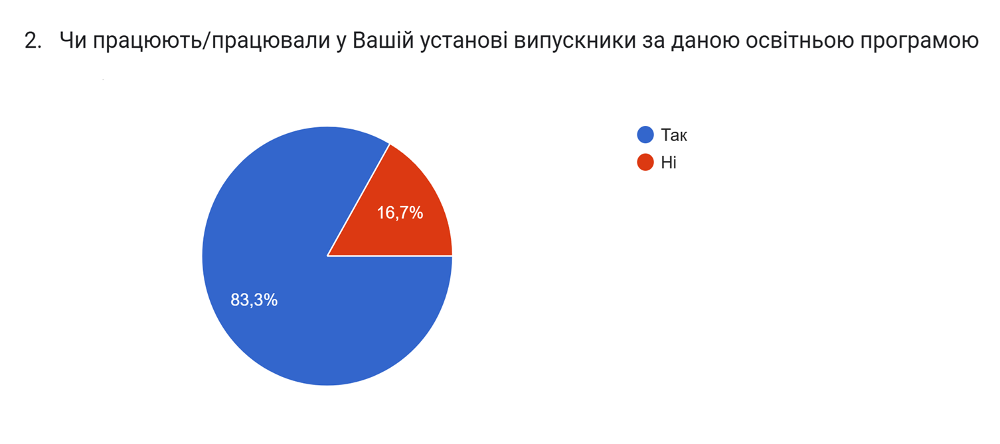 2. Чи працюють/працювали у Вашій установі випускники за даною освітньою програмою
Так
Ні
16,7%
83,3%